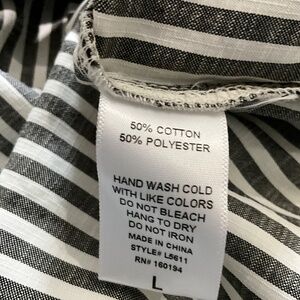 50% COTTON
50% POLYESTER
HAND WASH COLD
WITH LIKE COLORS
DO NOT BLEACH
HANG TO DRY
DO NOT IRON
MADE IN CHINA
STYLE# L5611
RN# 160194
L